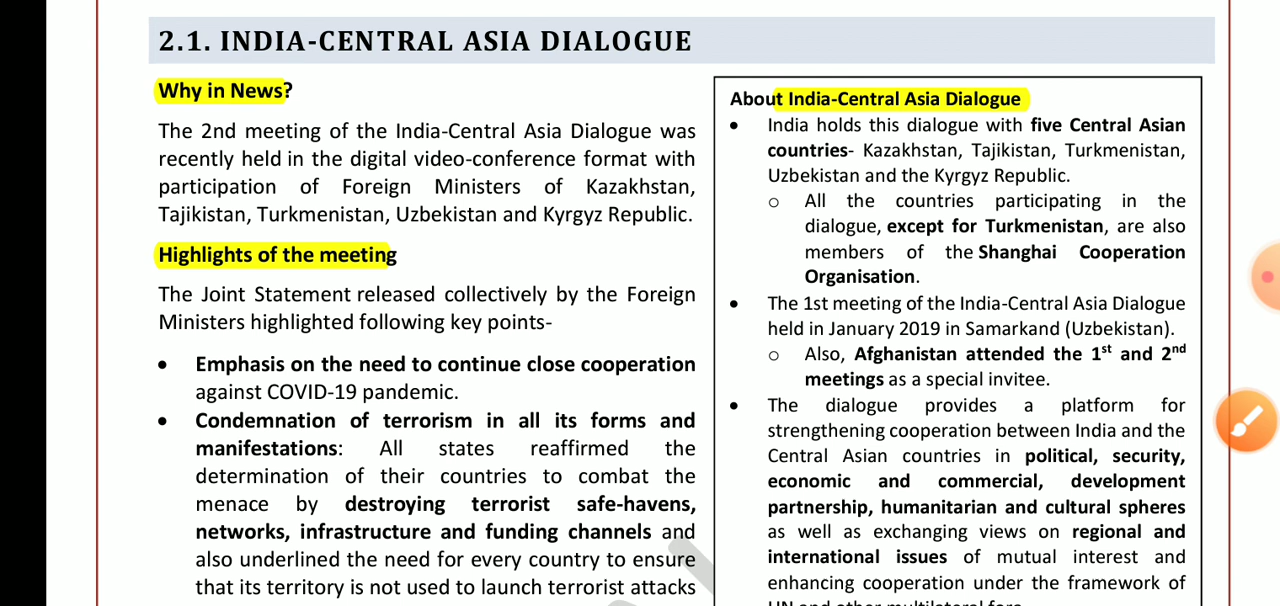 2.1. INDIA-CENTRAL ASIA DIALOGUE
Why in News?
The 2nd meeting of the India-Central Asia Dialogue was
recently held in the digital video-conference format with
participation of Foreign Ministers of Kazakhstan,
Tajikistan, Turkmenistan, Uzbekistan and Kyrgyz Republic.
Highlights of the meeting
The Joint Statement released collectively by the Foreign
Ministers highlighted following key points-
• Emphasis on the need to continue close cooperation
against COVID-19 pandemic.
• Condemnation of terrorism in all its forms and
manifestations: All states reaffirmed the
determination of their countries to combat the
menace by destroying terrorist safe-havens,
networks, infrastructure and funding channels and
also underlined the need for every country to ensure
that its territory is not used to launch terrorist attacks
About India-Central Asia Dialogue
• India holds this dialogue with five Central Asian
countries- Kazakhstan, Tajikistan, Turkmenistan,
Uzbekistan and the Kyrgyz Republic.
o All the countries participating in the
dialogue, except for Turkmenistan, are also
members of the Shanghai Cooperation
Organisation.
• The 1st meeting of the India-Central Asia Dialogue
held in January 2019 in Samarkand (Uzbekistan).
o Also, Afghanistan attended the 1st and 2nd
meetings as a special invitee.
• The dialogue provides a platform for
strengthening cooperation between India and the
Central Asian countries in political, security,
economic and commercial, development
partnership, humanitarian and cultural spheres
as well as exchanging views on regional and
international issues of mutual interest and
enhancing cooperation under the framework of
UN and other multilateral fora.